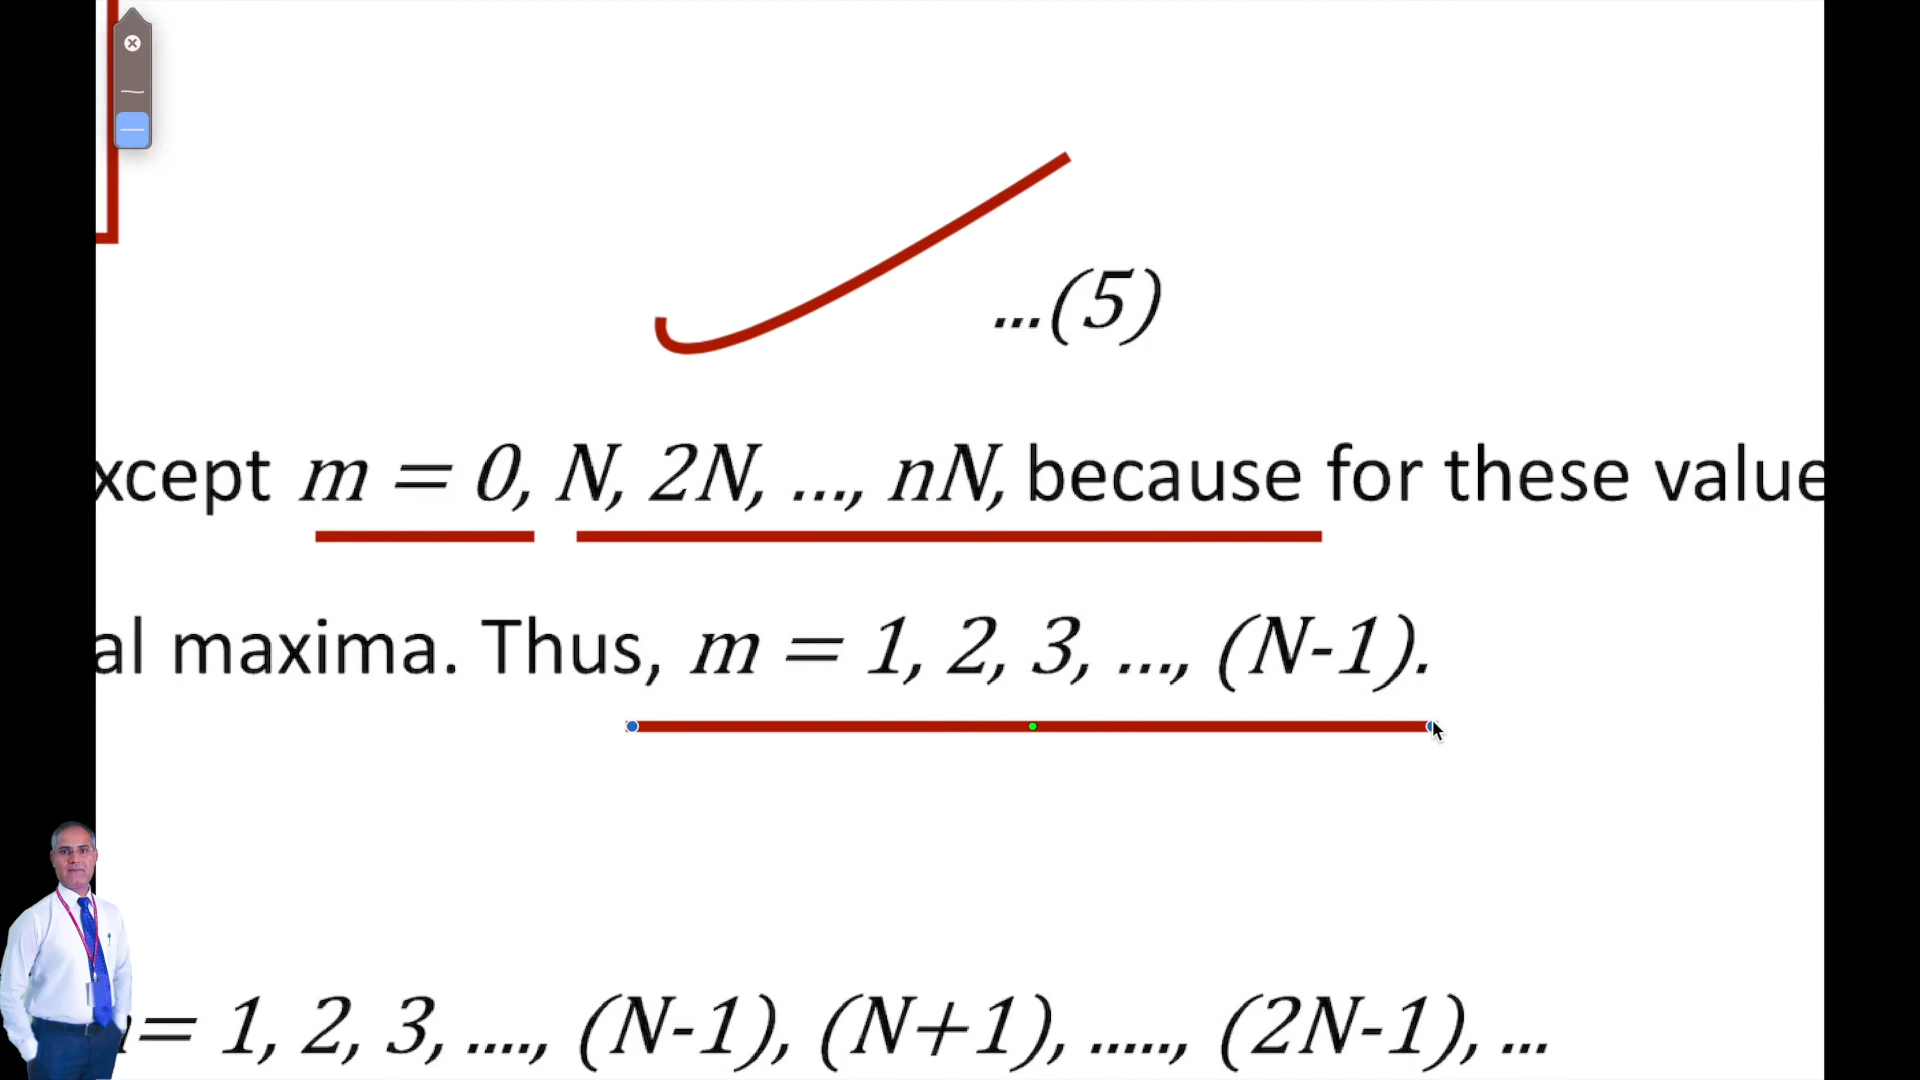 ...(5)
xcept m = 0, N, 2N, ..., nN, because for these value
al maxima. Thus, m = 1, 2, 3, ..., (N-1).
= 1, 2, 3, ...., (N-1), (N+1), ....., (2N-1), ...